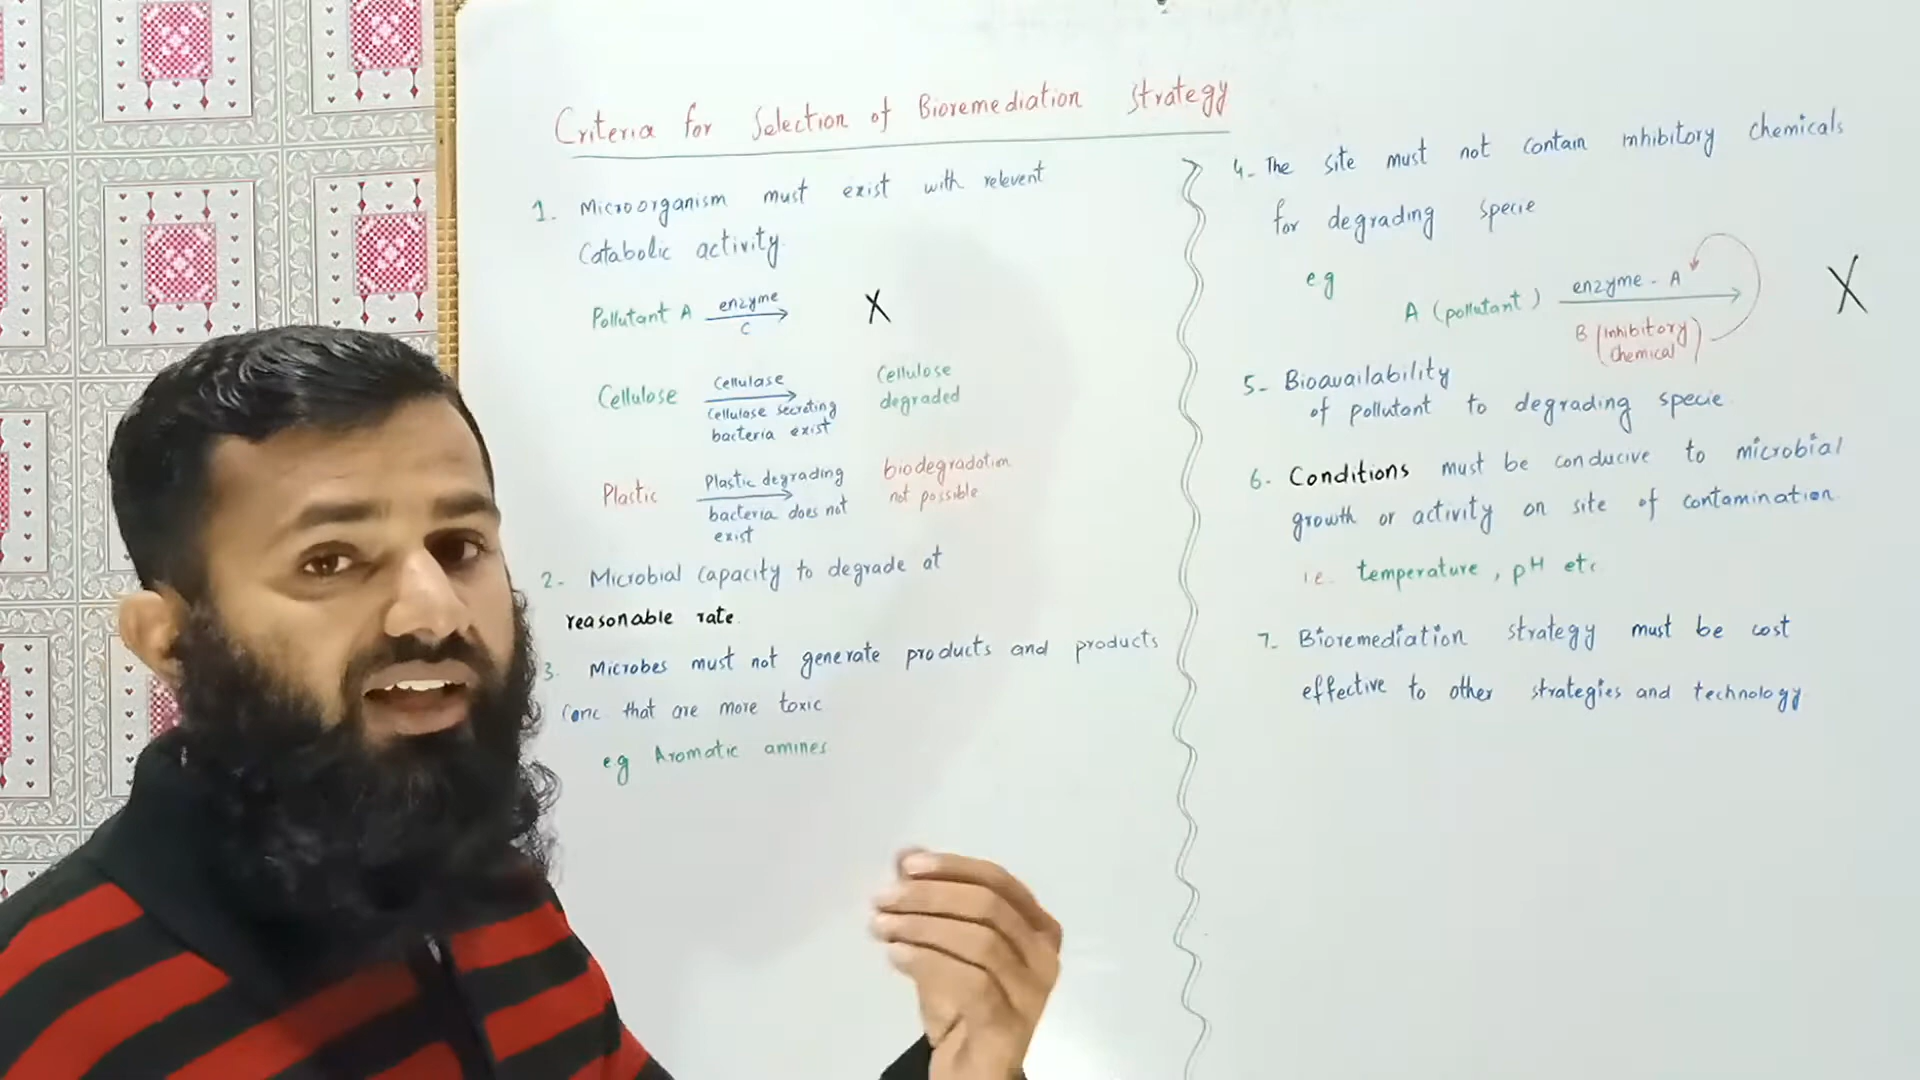 Criteria for Selection of Bioremediation Strategy
1. Microorganism must exist with relevent
Catabolic activity.
Pollutant A enzyme X
C
Cellulose Cellulase Cellulose
Cellulose secreting degraded
bacteria exist
Plastic Plastic degrading biodegradation
bacteria does not not possible
exist
2- Microbial capacity to degrade at
reasonable rate.
3. Microbes must not generate products and products
Conc. that are more toxic
eg Aromatic amines
4- The site must not contain inhibitory chemicals
for degrading specie
eg
A (pollutant) enzyme - A X
B (inhibitory
chemical)
5- Bioavailability
of pollutant to degrading specie
6- Conditions must be conducive to microbial
growth or activity on site of contamination
i.e. temperature, pH etc
7- Bioremediation strategy must be cost
effective to other strategies and technology.